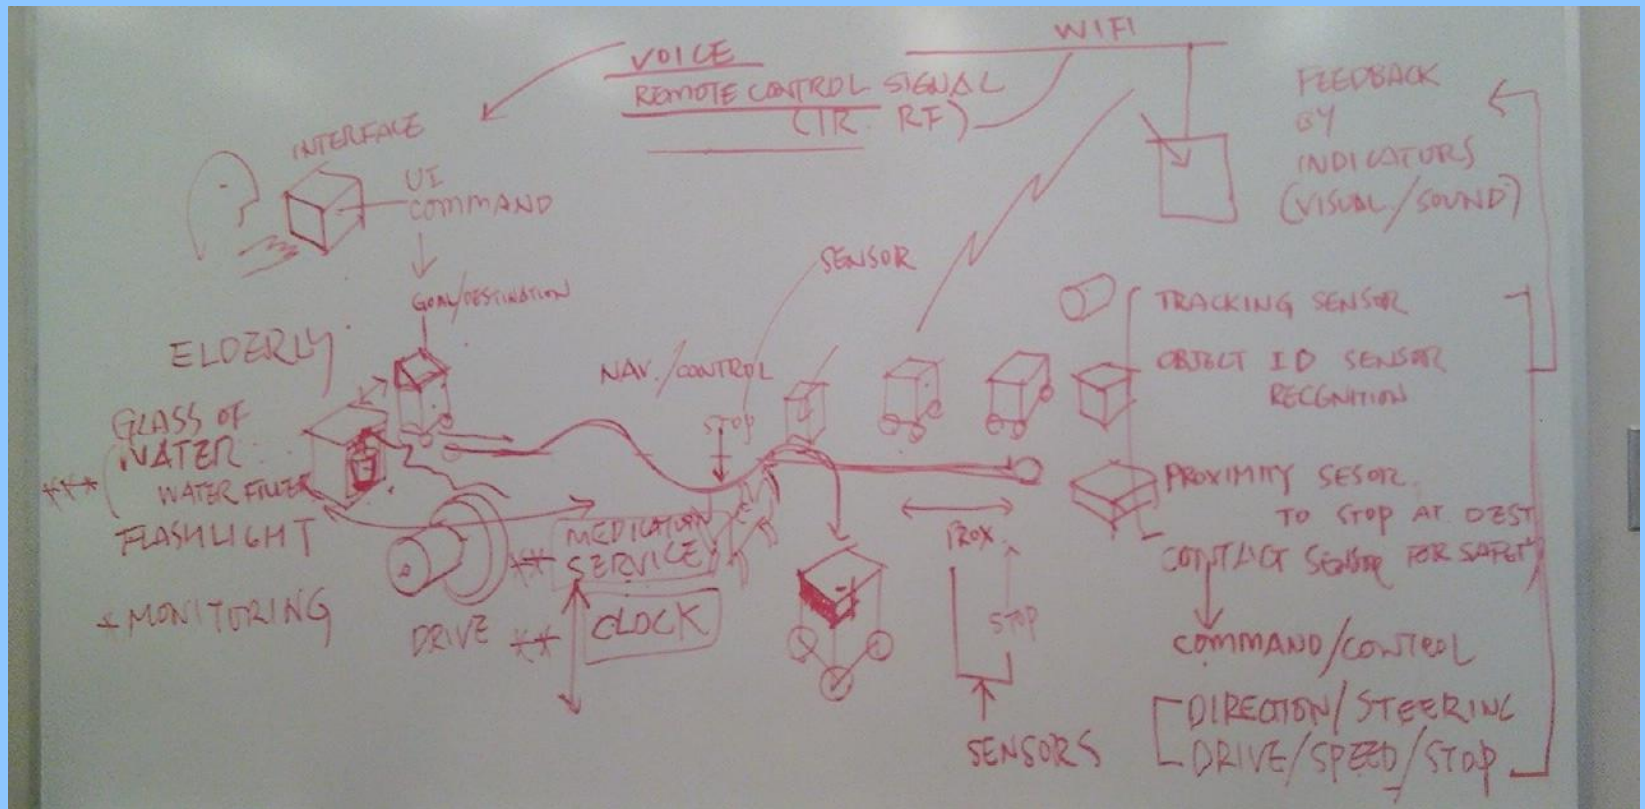 WIFI
VOICE
REMOTE CONTROL SIGNAL
(IR. RF)
FEEDBACK
BY
INDICATORS
(VISUAL/SOUND)
INTERFACE
UI
COMMAND
SENSOR
GOAL/DESTINATION
TRACKING SENSOR
ELDERLY
NAV./CONTROL
OBJECT ID SENSOR
RECGNITION
GLASS OF
WATER
STOP
*** WATER FILLER
PROXIMITY SESOR
TO STOP AT DEST
FLASHLIGHT
** MEDICATION
SERVICE
PROX.
CONTACT SENSOR FOR SAFETY
* MONITORING
DRIVE
** CLOCK
STOP
COMMAND/CONTROL
DIRECTION/STEERING
SENSORS
DRIVE/SPEED/STOP